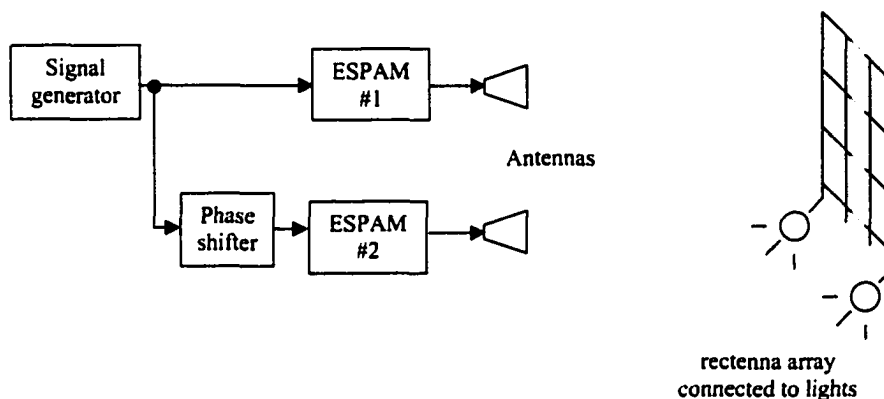 Signal
generator
ESPAM
#1
Antennas
Phase
shifter
ESPAM
#2
rectenna array
connected to lights